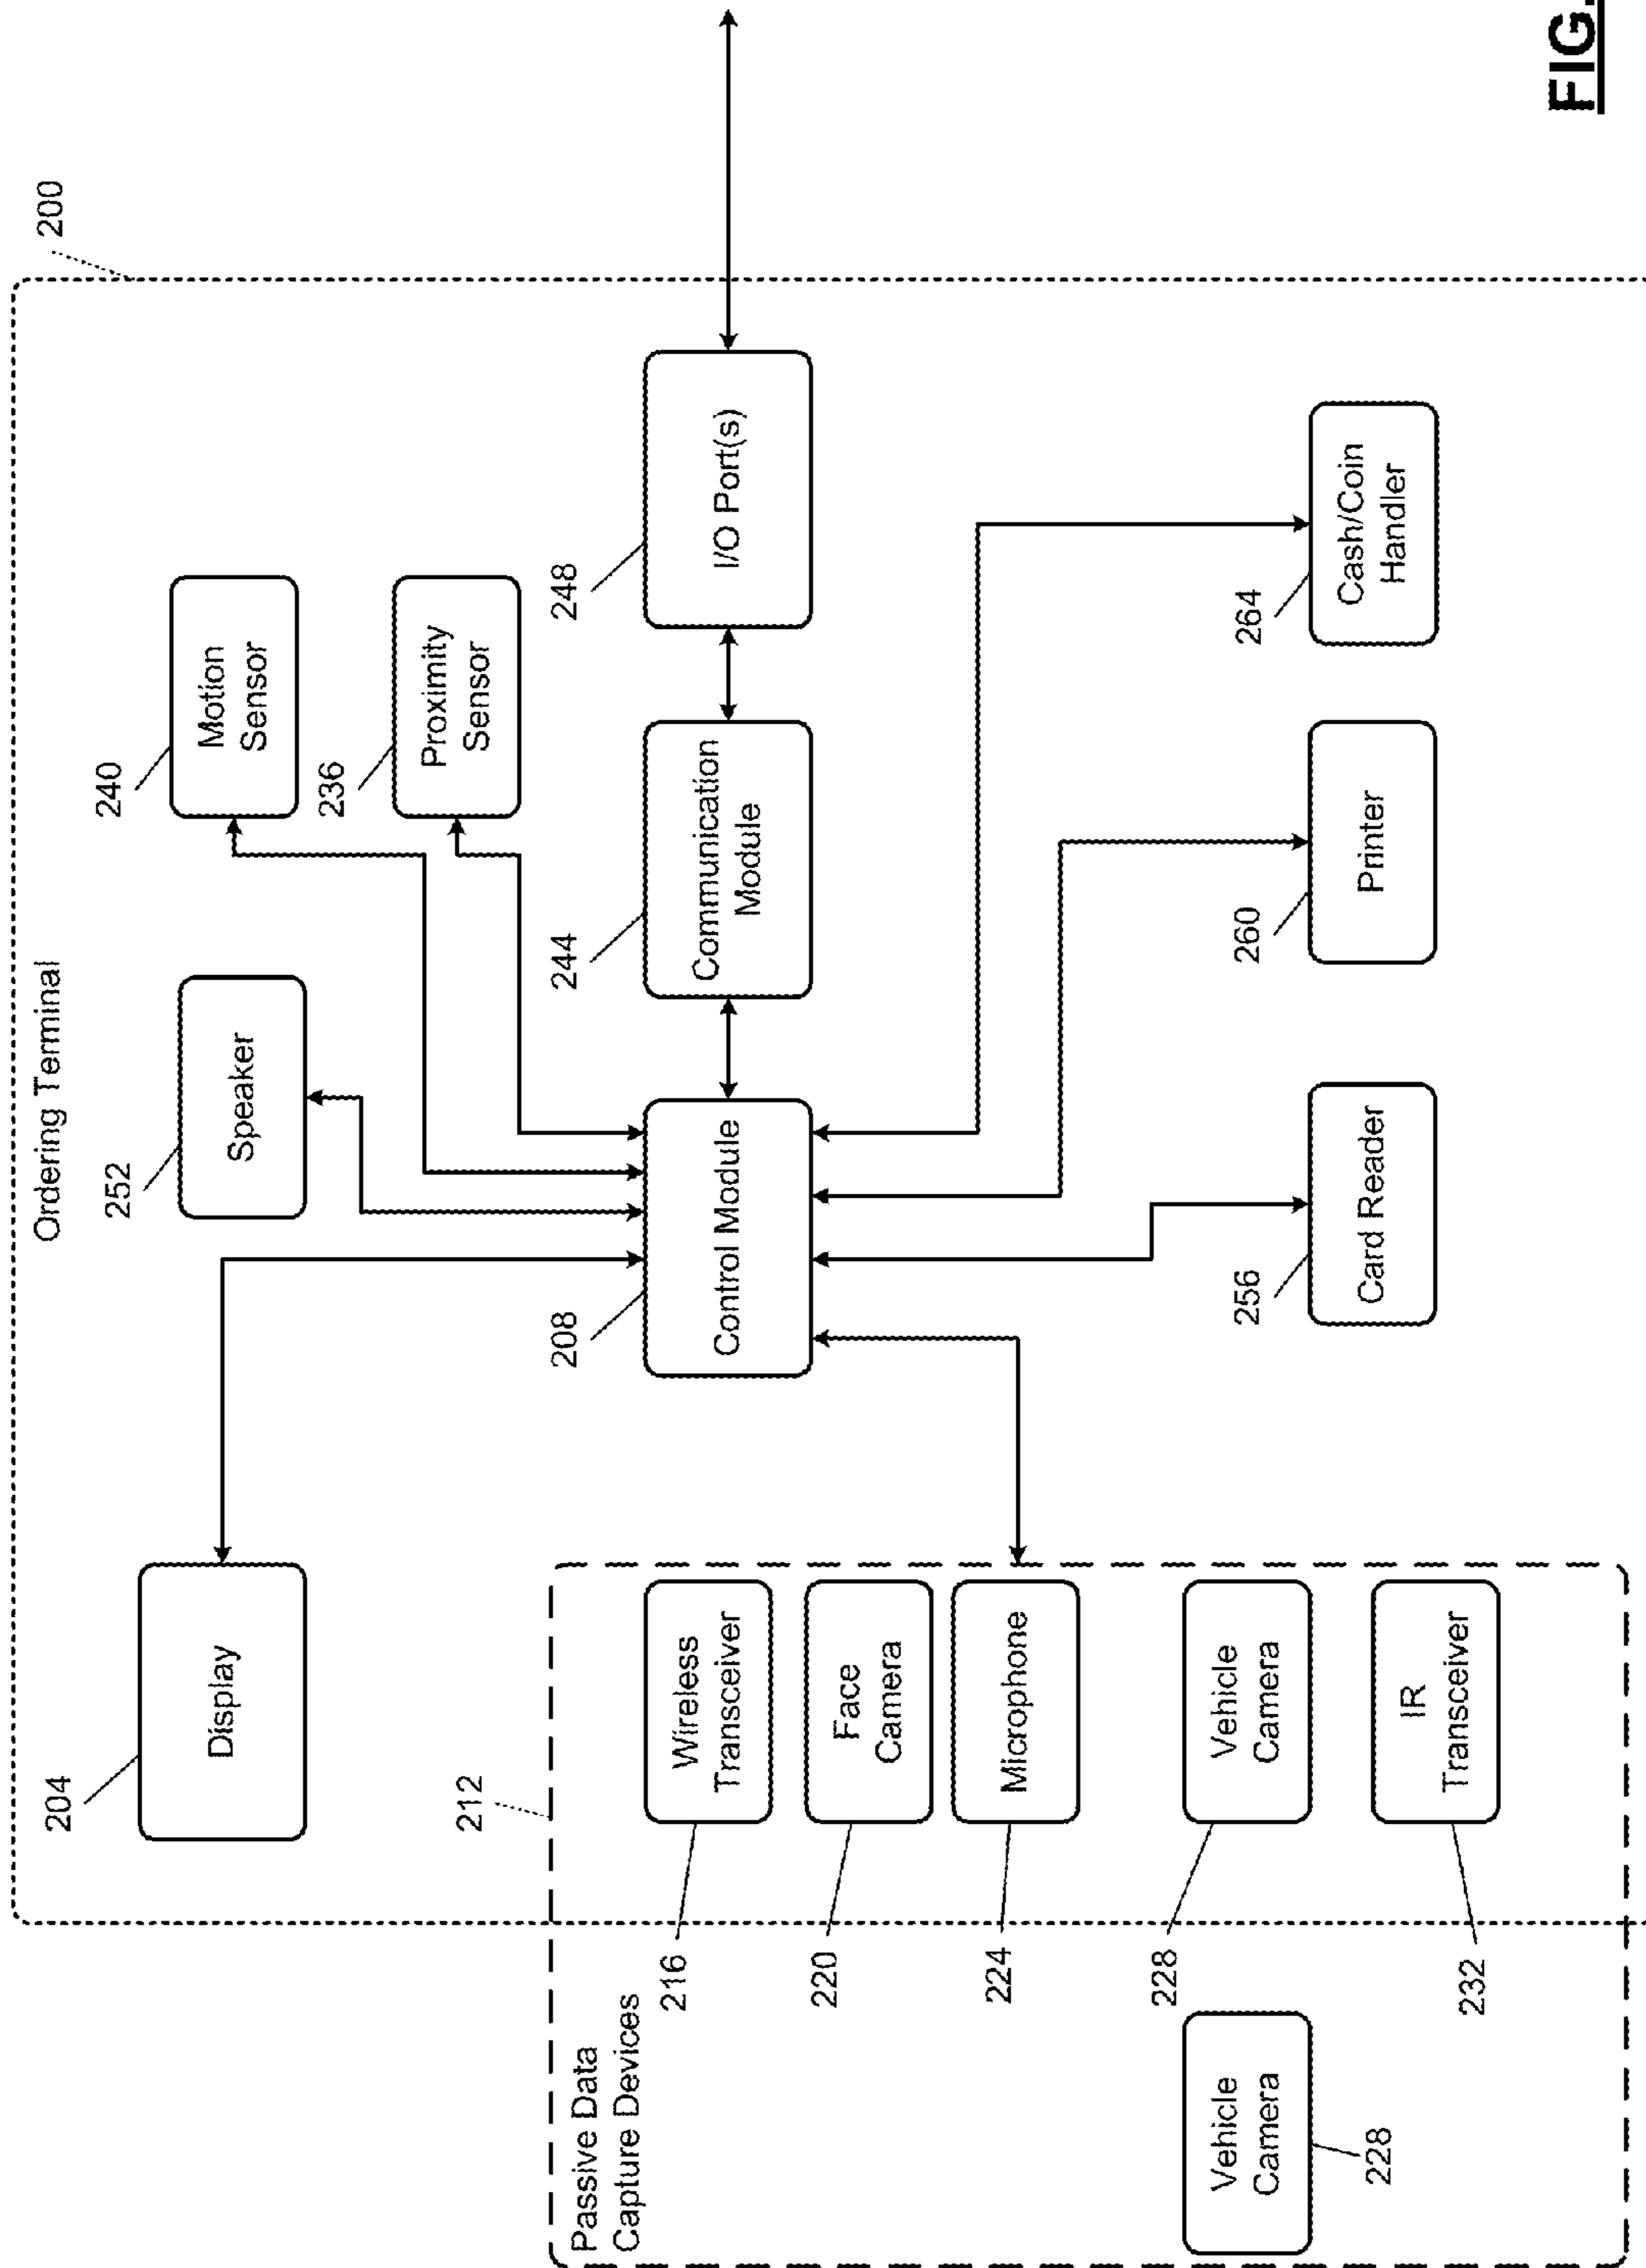 200
Ordering Terminal
204
Display
252
Speaker
240
Motion
Sensor
236
Proximity
Sensor
208
Control Module
244
Communication
Module
248
I/O Port(s)
212
Passive Data
Capture Devices
216
Wireless
Transceiver
220
Face
Camera
224
Microphone
228
Vehicle
Camera
Vehicle
Camera
228
232
IR
Transceiver
256
Card Reader
260
Printer
264
Cash/Coin
Handler
FIG.